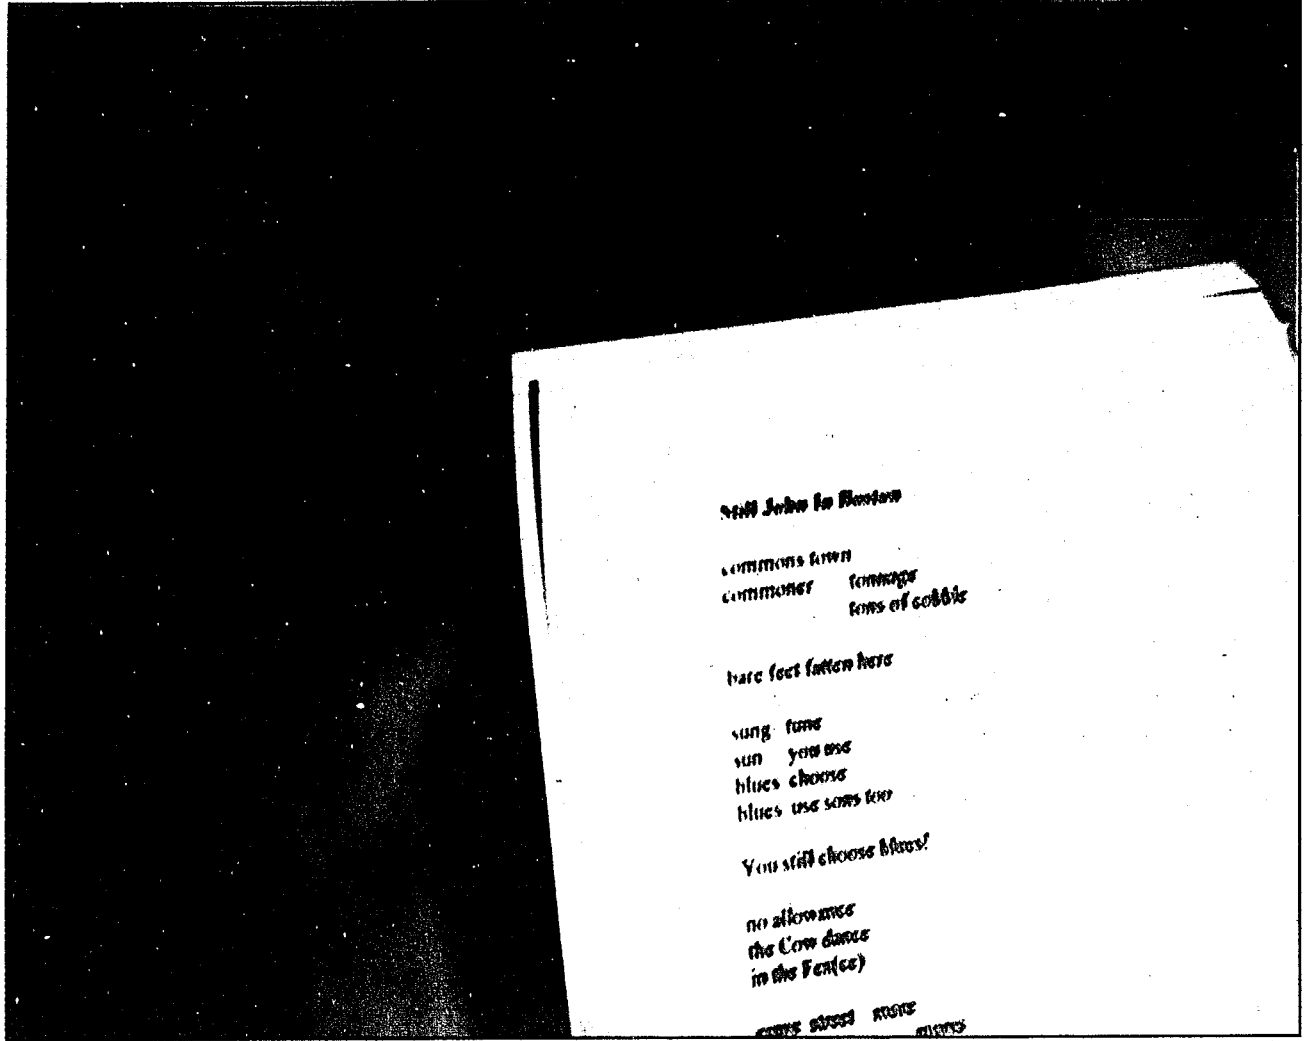 Still John In Boston
commons town
commoner tonnage
tons of cobble
bare feet fatten here
sung tune
sun you use
blues choose
blues use sons too
You still choose blues!
no allowance
the Cow dance
in the Fen(ce)
street more